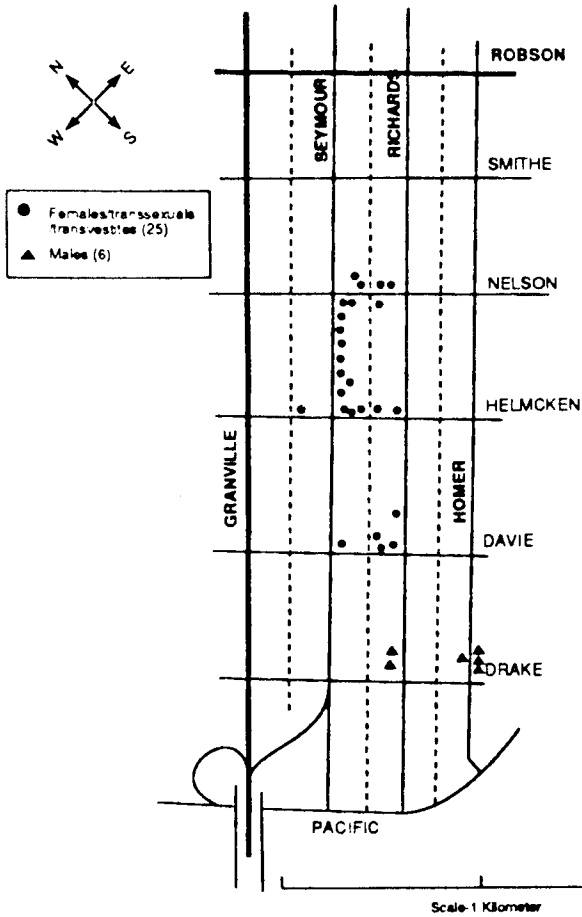 ROBSON
N
E
W
S
SEYMOUR
RICHARDS
SMITHE
Females/transsexuals
/transvestites (25)
Males (6)
NELSON
HELMCKEN
GRANVILLE
HOMER
DAVIE
DRAKE
PACIFIC
Scale-1 Kilometer